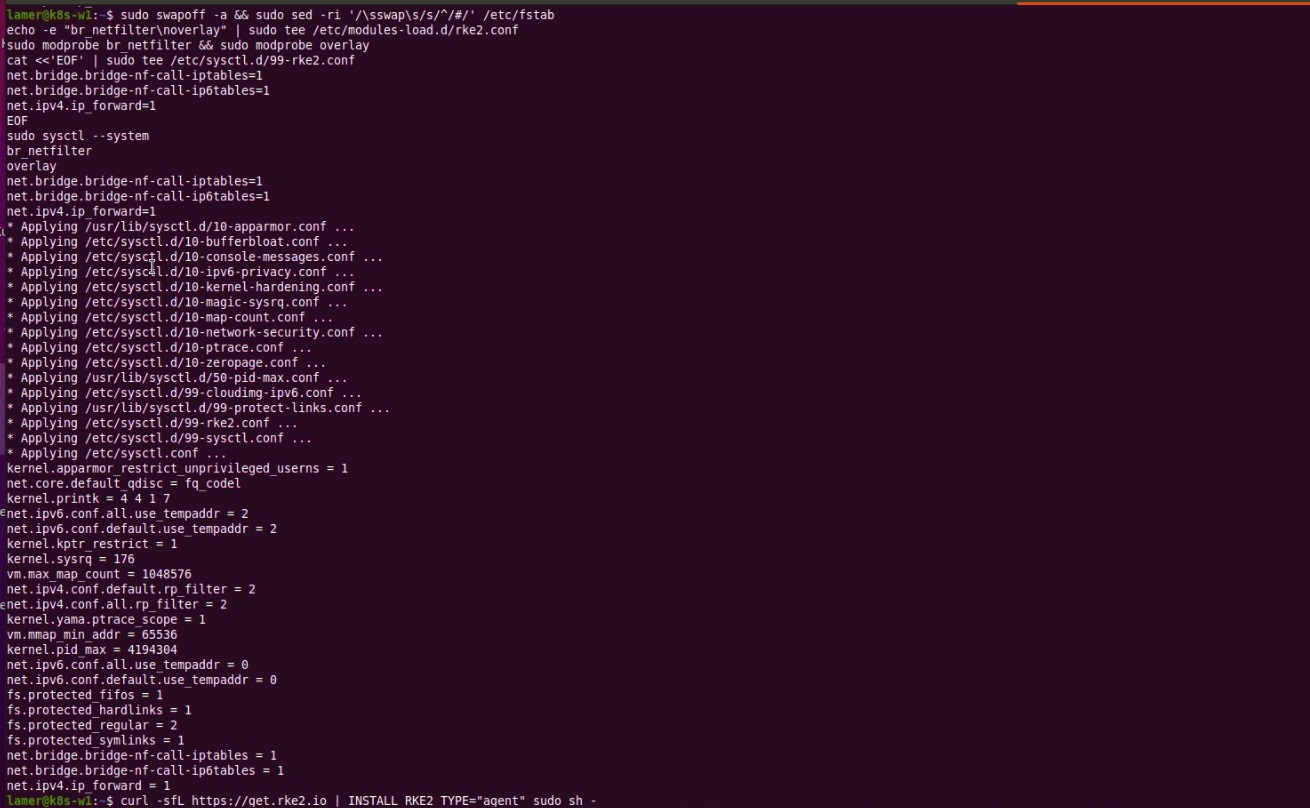 lamer@k8s-w1:~$ sudo swapoff -a && sudo sed -ri '/\sswap\s/s/^/#/' /etc/fstab
echo -e "br_netfilter\noverlay" | sudo tee /etc/modules-load.d/rke2.conf
sudo modprobe br_netfilter && sudo modprobe overlay
cat <<'EOF' | sudo tee /etc/sysctl.d/99-rke2.conf
net.bridge.bridge-nf-call-iptables=1
net.bridge.bridge-nf-call-ip6tables=1
net.ipv4.ip_forward=1
EOF
sudo sysctl --system
br_netfilter
overlay
net.bridge.bridge-nf-call-iptables=1
net.bridge.bridge-nf-call-ip6tables=1
net.ipv4.ip_forward=1
* Applying /usr/lib/sysctl.d/10-apparmor.conf ...
* Applying /etc/sysctl.d/10-bufferbloat.conf ...
* Applying /etc/sysctl.d/10-console-messages.conf ...
* Applying /etc/sysctl.d/10-ipv6-privacy.conf ...
* Applying /etc/sysctl.d/10-kernel-hardening.conf ...
* Applying /etc/sysctl.d/10-magic-sysrq.conf ...
* Applying /etc/sysctl.d/10-map-count.conf ...
* Applying /etc/sysctl.d/10-network-security.conf ...
* Applying /etc/sysctl.d/10-ptrace.conf ...
* Applying /etc/sysctl.d/10-zeropage.conf ...
* Applying /usr/lib/sysctl.d/50-pid-max.conf ...
* Applying /etc/sysctl.d/99-cloudimg-ipv6.conf ...
* Applying /usr/lib/sysctl.d/99-protect-links.conf ...
* Applying /etc/sysctl.d/99-rke2.conf ...
* Applying /etc/sysctl.d/99-sysctl.conf ...
* Applying /etc/sysctl.conf ...
kernel.apparmor_restrict_unprivileged_userns = 1
net.core.default_qdisc = fq_codel
kernel.printk = 4 4 1 7
net.ipv6.conf.all.use_tempaddr = 2
net.ipv6.conf.default.use_tempaddr = 2
kernel.kptr_restrict = 1
kernel.sysrq = 176
vm.max_map_count = 1048576
net.ipv4.conf.default.rp_filter = 2
net.ipv4.conf.all.rp_filter = 2
kernel.yama.ptrace_scope = 1
vm.mmap_min_addr = 65536
kernel.pid_max = 4194304
net.ipv6.conf.all.use_tempaddr = 0
net.ipv6.conf.default.use_tempaddr = 0
fs.protected_fifos = 1
fs.protected_hardlinks = 1
fs.protected_regular = 2
fs.protected_symlinks = 1
net.bridge.bridge-nf-call-iptables = 1
net.bridge.bridge-nf-call-ip6tables = 1
net.ipv4.ip_forward = 1
lamer@k8s-w1:~$ curl -sfL https://get.rke2.io | INSTALL_RKE2_TYPE="agent" sudo sh -